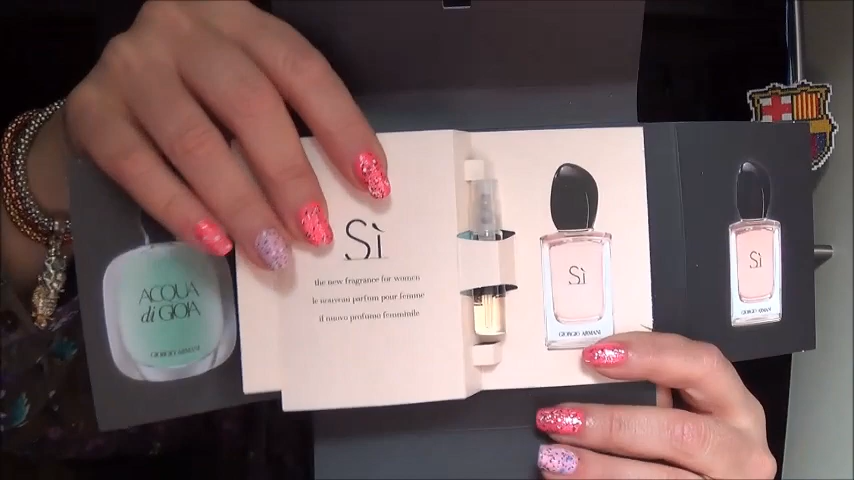 ACQUA
di GIOIA
GIORGIO ARMANI
Sì
the new fragrance for women
le nouveau parfum pour femme
il nuovo profumo femminile
Sì
GIORGIO ARMANI
Sì